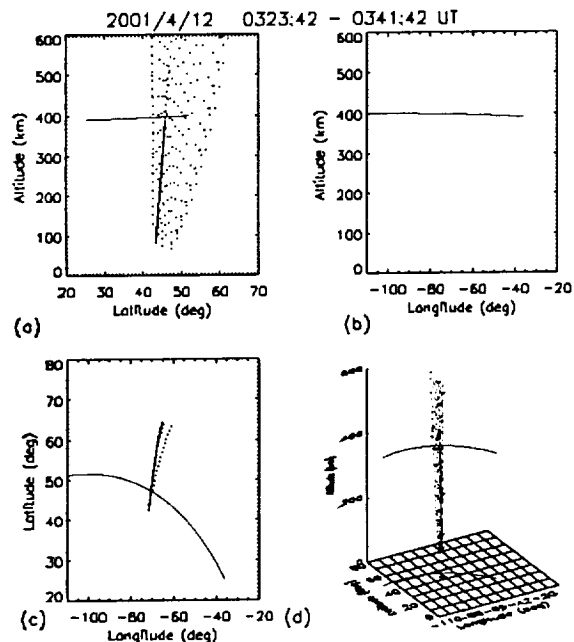 2001/4/12 0323:42 – 0341:42 UT
600
500
400
300
200
100
0
Altitude (km)
20 30 40 50 60 70
Latitude (deg)
(a)
600
500
400
300
200
100
0
Altitude (km)
-100 -80 -60 -40 -20
Longitude (deg)
(b)
80
70
60
50
40
30
20
Latitude (deg)
-100 -80 -60 -40 -20
Longitude (deg)
(c)
(d)